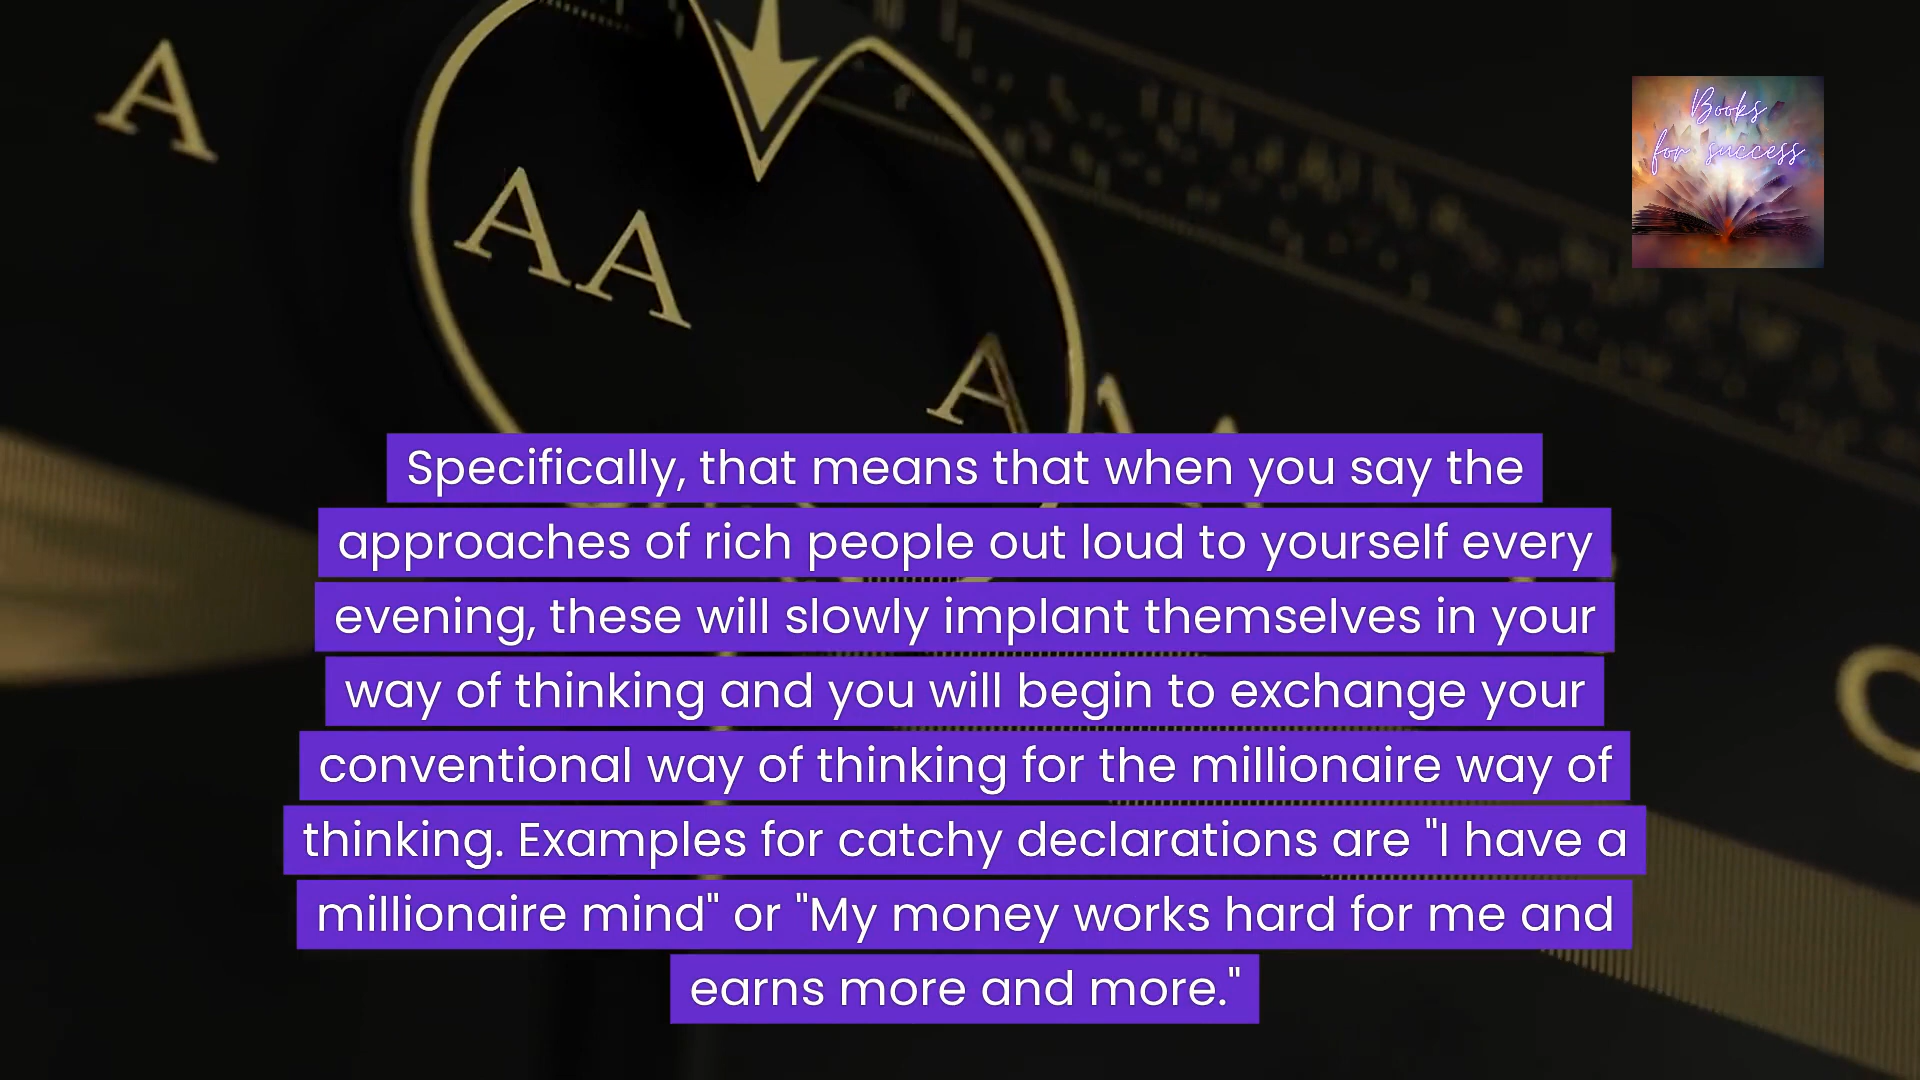 A
AA
A
Books
for success
Specifically, that means that when you say the
approaches of rich people out loud to yourself every
evening, these will slowly implant themselves in your
way of thinking and you will begin to exchange your
conventional way of thinking for the millionaire way of
thinking. Examples for catchy declarations are "I have a
millionaire mind" or "My money works hard for me and
earns more and more."